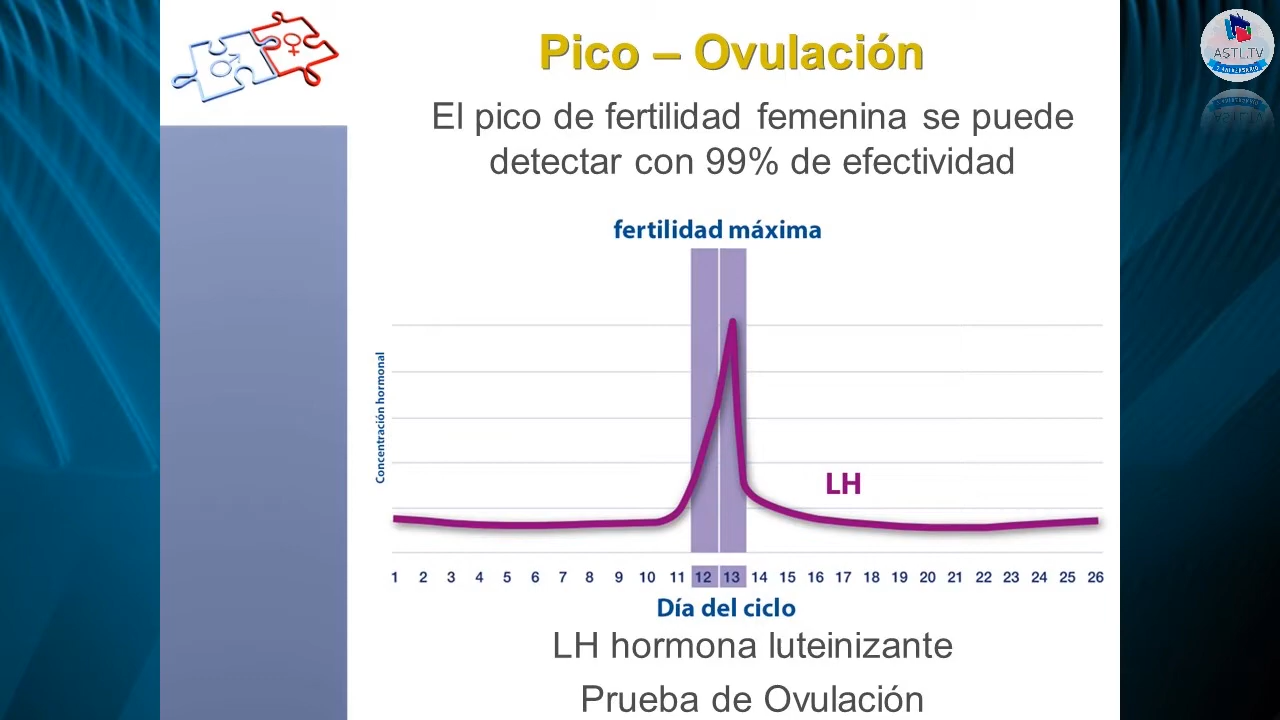 Pico – Ovulación
ASTL.TV
El pico de fertilidad femenina se puede
detectar con 99% de efectividad
fertilidad máxima
Concentración hormonal
LH
1 2 3 4 5 6 7 8 9 10 11 12 13 14 15 16 17 18 19 20 21 22 23 24 25 26
Día del ciclo
LH hormona luteinizante
Prueba de Ovulación